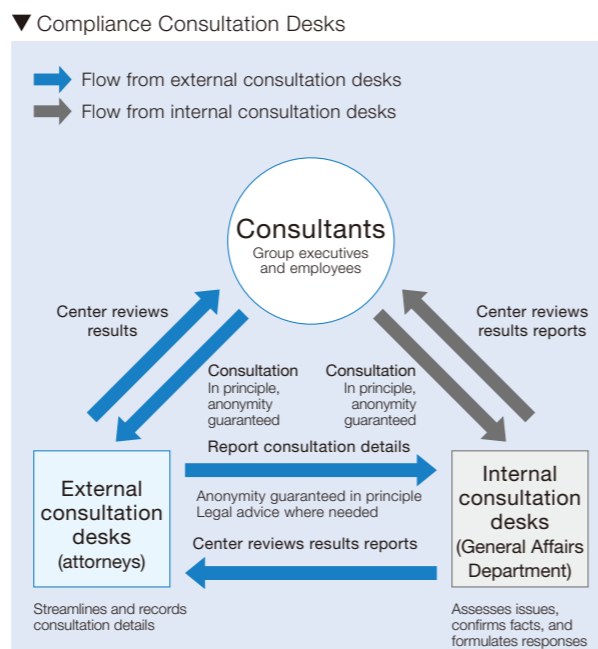 ▼ Compliance Consultation Desks
Flow from external consultation desks
Flow from internal consultation desks
Consultants
Group executives
and employees
Center reviews
results
Center reviews
results reports
Consultation
In principle,
anonymity
guaranteed
Consultation
In principle,
anonymity
guaranteed
Report consultation details
External
consultation
desks
(attorneys)
Anonymity guaranteed in principle
Legal advice where needed
Center reviews results reports
Internal
consultation
desks
(General Affairs
Department)
Streamlines and records
consultation details
Assesses issues,
confirms facts, and
formulates responses